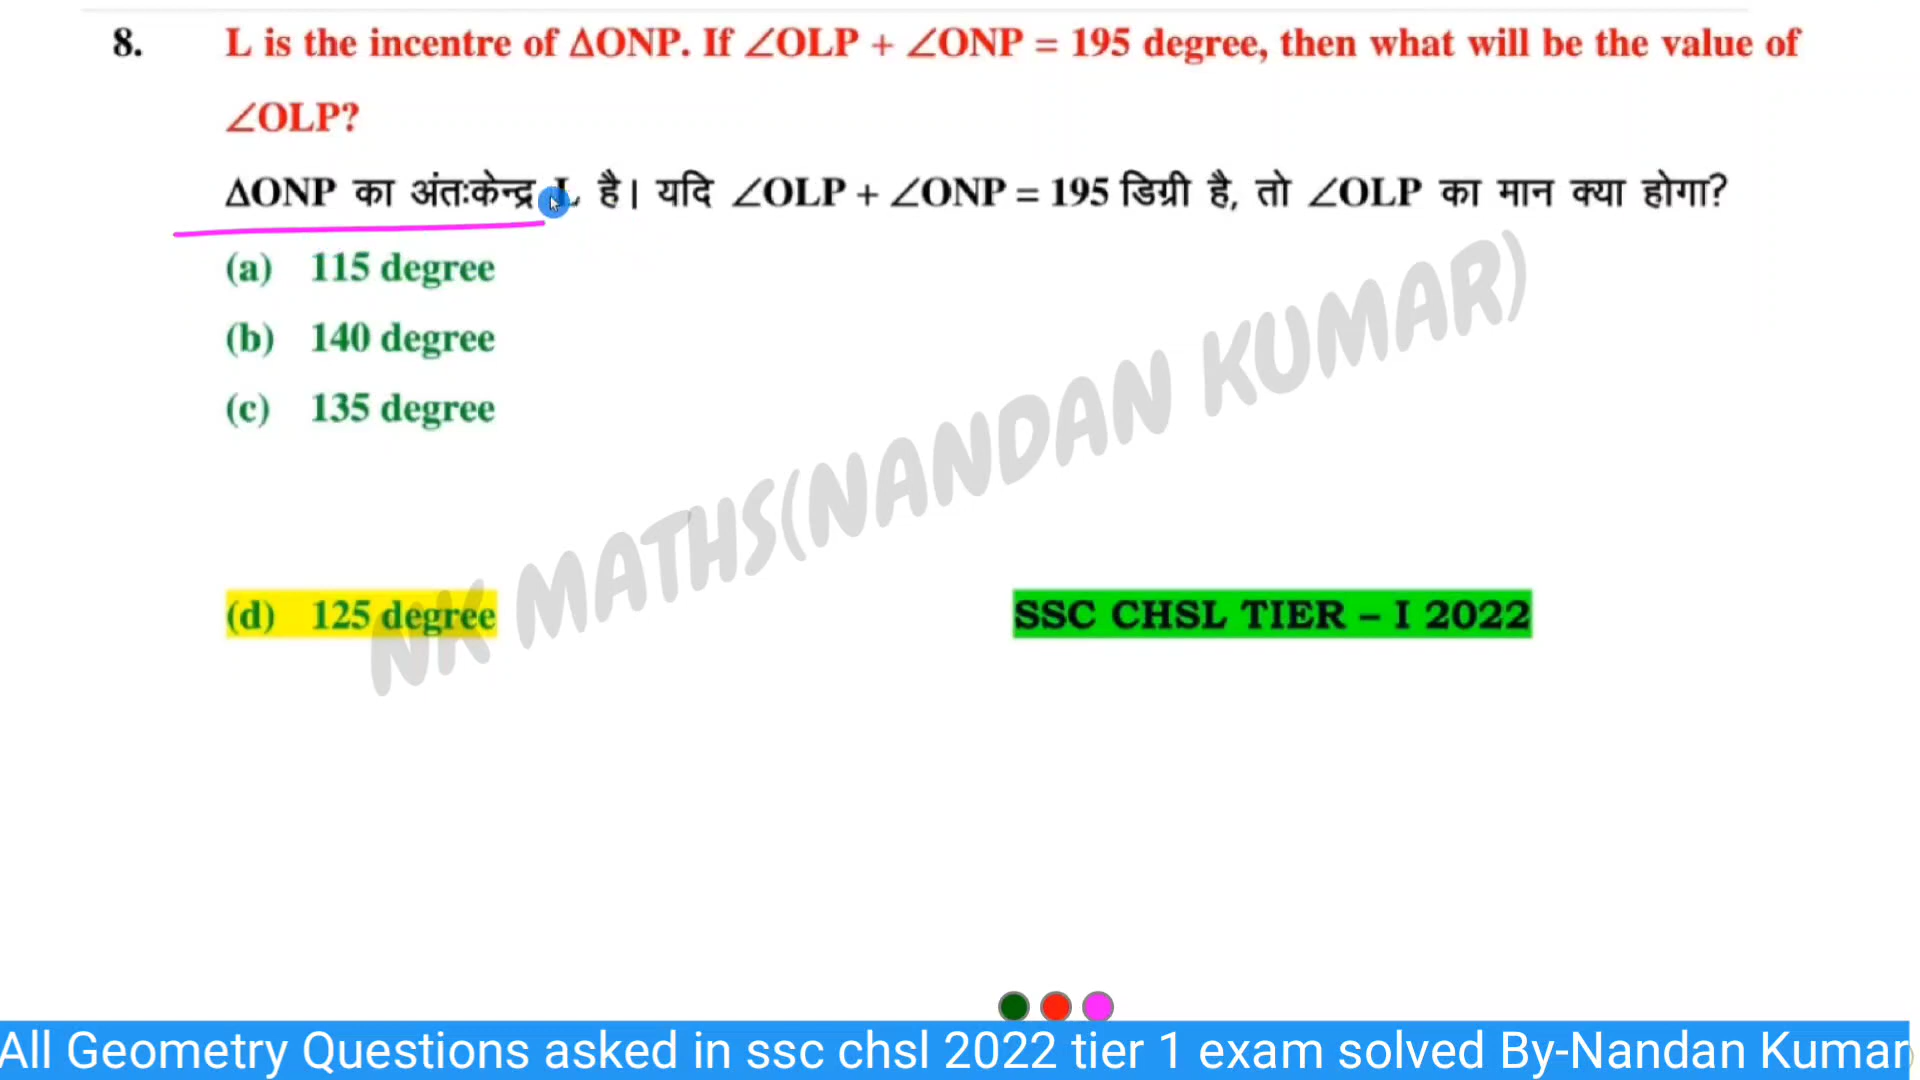 8. L is the incentre of ΔONP. If ∠OLP + ∠ONP = 195 degree, then what will be the value of
∠OLP?
ΔONP का अंतःकेन्द्र L है। यदि ∠OLP + ∠ONP = 195 डिग्री है, तो ∠OLP का मान क्या होगा?
(a) 115 degree
(b) 140 degree
(c) 135 degree
NK MATHS(NANDAN KUMAR)
(d) 125 degree SSC CHSL TIER – I 2022
All Geometry Questions asked in ssc chsl 2022 tier 1 exam solved By-Nandan Kumar